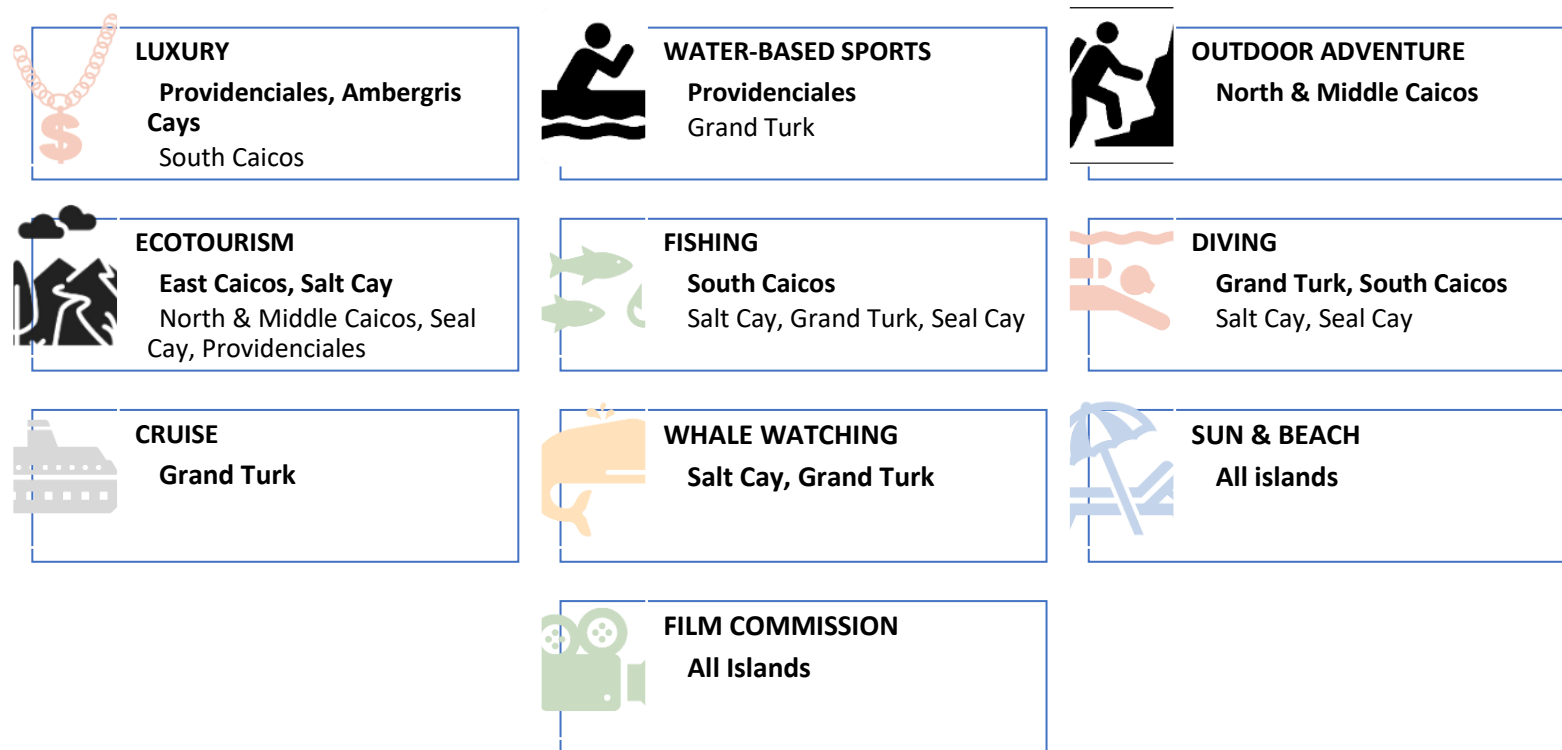 LUXURY
Providenciales, Ambergris
Cays
South Caicos
WATER-BASED SPORTS
Providenciales
Grand Turk
OUTDOOR ADVENTURE
North & Middle Caicos
ECOTOURISM
East Caicos, Salt Cay
North & Middle Caicos, Seal
Cay, Providenciales
FISHING
South Caicos
Salt Cay, Grand Turk, Seal Cay
DIVING
Grand Turk, South Caicos
Salt Cay, Seal Cay
CRUISE
Grand Turk
WHALE WATCHING
Salt Cay, Grand Turk
SUN & BEACH
All islands
FILM COMMISSION
All Islands